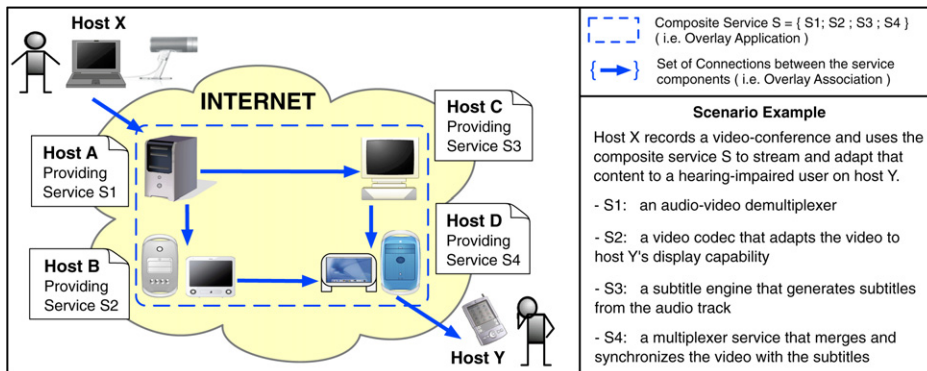 Host X
INTERNET
Host A
Providing
Service S1
Host C
Providing
Service S3
Host B
Providing
Service S2
Host D
Providing
Service S4
Host Y
Composite Service S = { S1; S2 ; S3 ; S4 }
( i.e. Overlay Application )
{ } Set of Connections between the service
components ( i.e. Overlay Association )
Scenario Example
Host X records a video-conference and uses the
composite service S to stream and adapt that
content to a hearing-impaired user on host Y.
- S1: an audio-video demultiplexer
- S2: a video codec that adapts the video to
host Y's display capability
- S3: a subtitle engine that generates subtitles
from the audio track
- S4: a multiplexer service that merges and
synchronizes the video with the subtitles